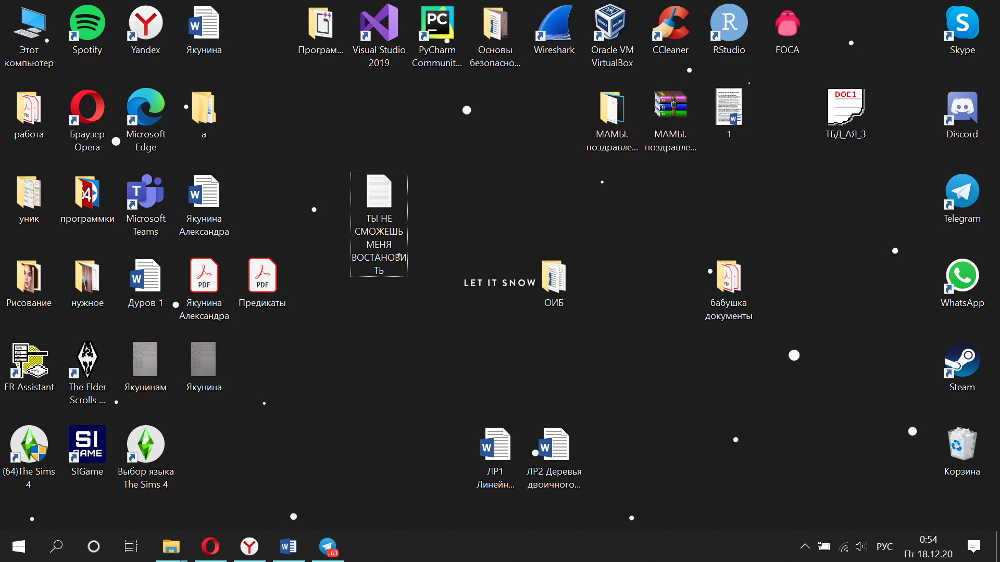 Этот
компьютер
Spotify
Yandex
Якунина
Програм...
Visual Studio
2019
PyCharm
Communit...
Основы
безопасно...
Wireshark
Oracle VM
VirtualBox
CCleaner
RStudio
FOCA
Skype
работа
Браузер
Opera
Microsoft
Edge
а
МАМЫ.
поздравле...
МАМЫ.
поздравле...
1
DOC1
ТБД_АЯ_3
Discord
уник
программки
Microsoft
Teams
Якунина
Александра
ТЫ НЕ
СМОЖЕШЬ
МЕНЯ
ВОСТАНОВИ
ТЬ
Telegram
Рисование
нужное
Дуров 1
PDF
Якунина
Александра
PDF
Предикаты
LET IT SNOW
ОИБ
бабушка
документы
WhatsApp
ER Assistant
The Elder
Scrolls ...
Якунинам
Якунина
Steam
(64)The Sims
4
SI
GAME
SIGame
Выбор языка
The Sims 4
ЛР1
Линейн...
ЛР2 Деревья
двоичного...
Корзина
..63
РУС
0:54
Пт 18.12.20